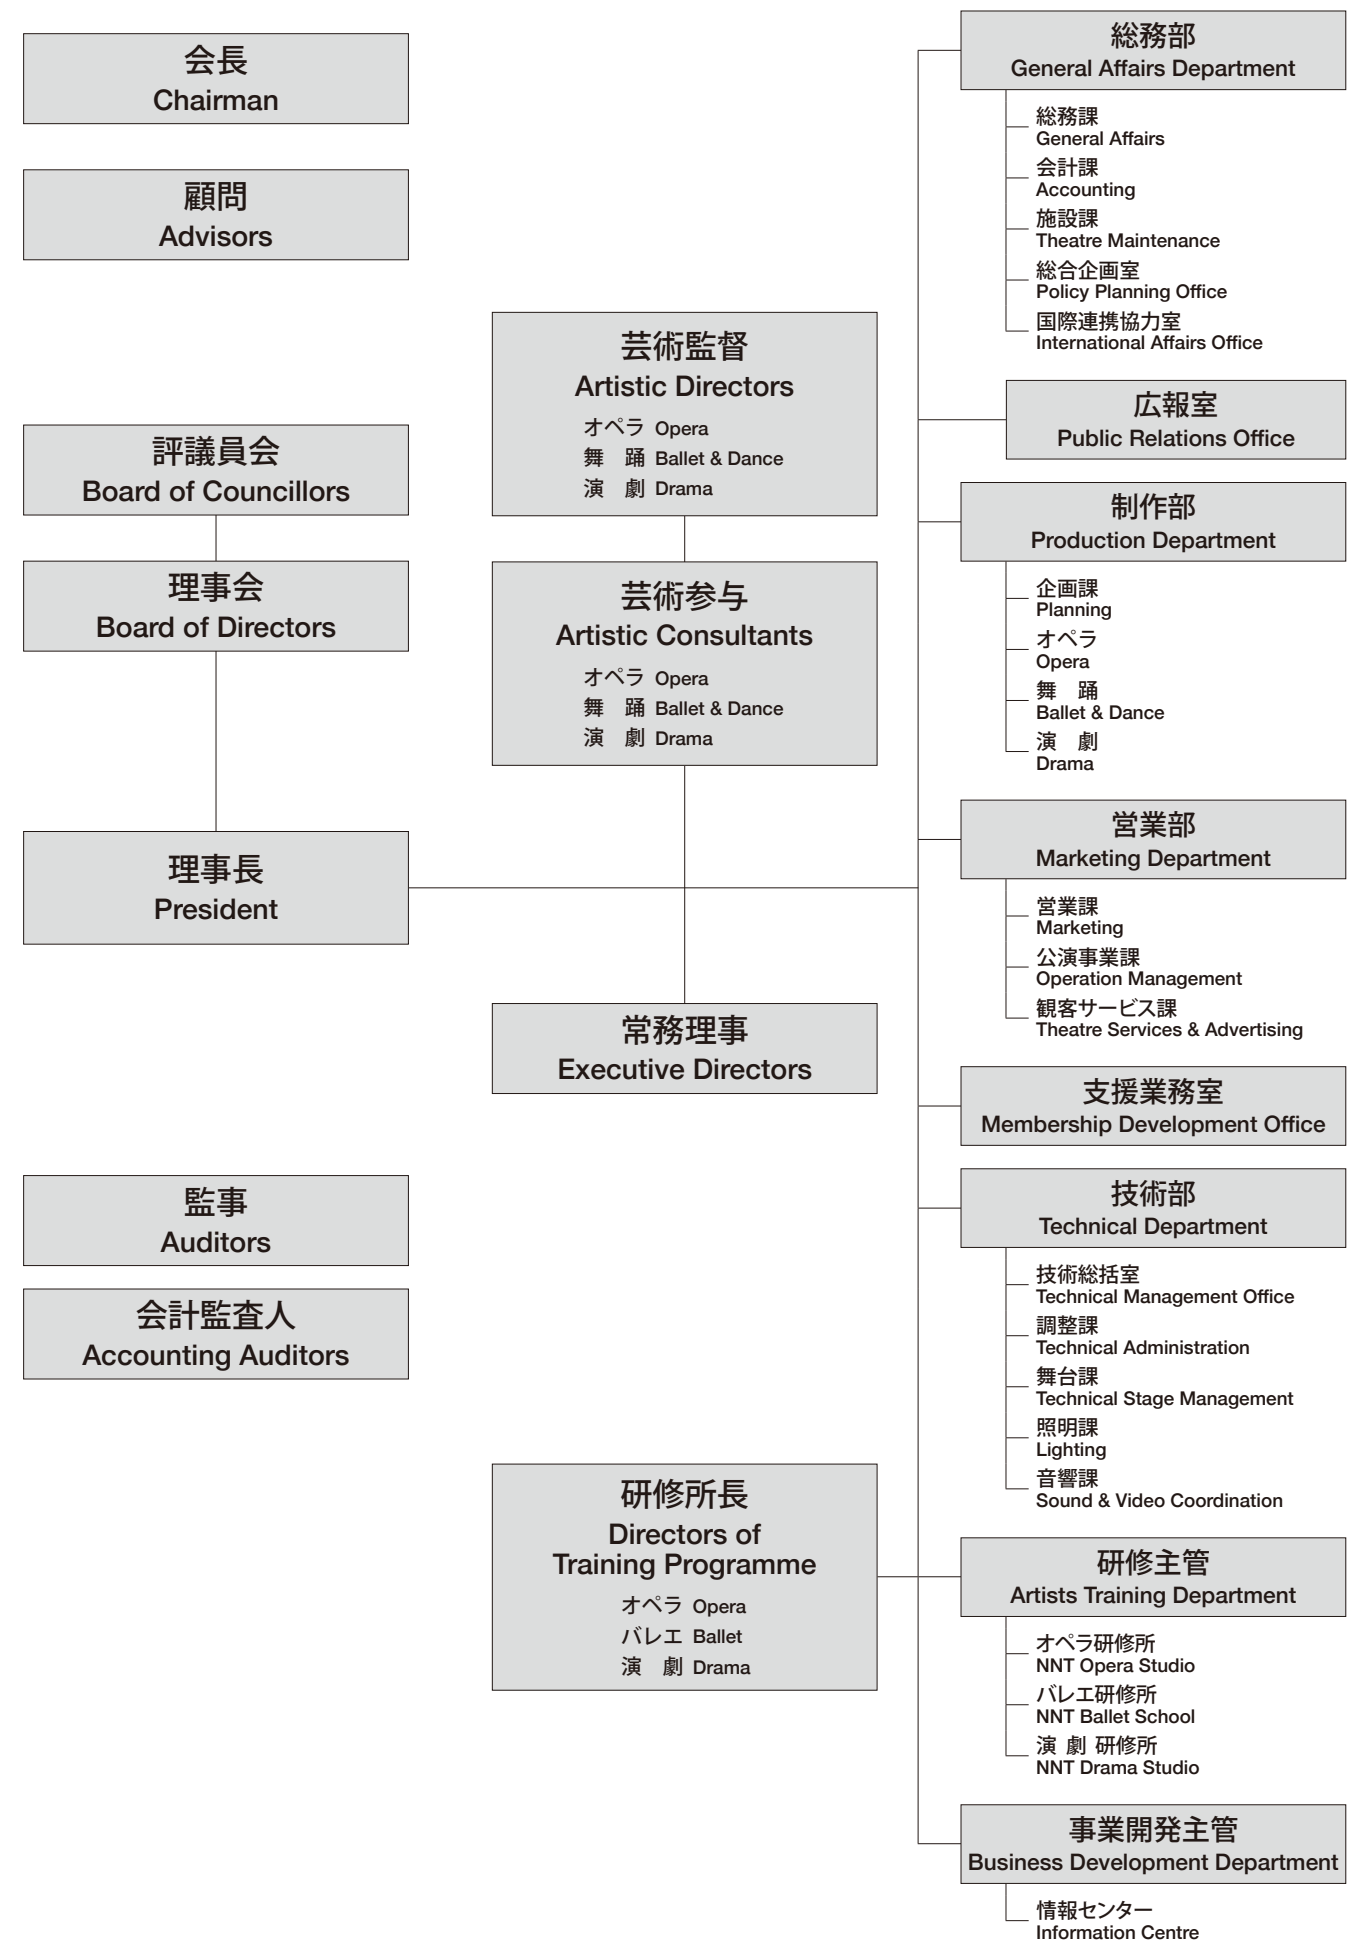 会長
Chairman
顧問
Advisors
評議員会
Board of Councillors
理事会
Board of Directors
理事長
President
監事
Auditors
会計監査人
Accounting Auditors
芸術監督
Artistic Directors
オペラ Opera
舞　踊 Ballet & Dance
演　劇 Drama
芸術参与
Artistic Consultants
オペラ Opera
舞　踊 Ballet & Dance
演　劇 Drama
常務理事
Executive Directors
研修所長
Directors of
Training Programme
オペラ Opera
バレエ Ballet
演　劇 Drama
総務部
General Affairs Department
総務課
General Affairs
会計課
Accounting
施設課
Theatre Maintenance
総合企画室
Policy Planning Office
国際連携協力室
International Affairs Office
広報室
Public Relations Office
制作部
Production Department
企画課
Planning
オペラ
Opera
舞　踊
Ballet & Dance
演　劇
Drama
営業部
Marketing Department
営業課
Marketing
公演事業課
Operation Management
観客サービス課
Theatre Services & Advertising
支援業務室
Membership Development Office
技術部
Technical Department
技術総括室
Technical Management Office
調整課
Technical Administration
舞台課
Technical Stage Management
照明課
Lighting
音響課
Sound & Video Coordination
研修主管
Artists Training Department
オペラ研修所
NNT Opera Studio
バレエ研修所
NNT Ballet School
演 劇 研修所
NNT Drama Studio
事業開発主管
Business Development Department
情報センター
Information Centre